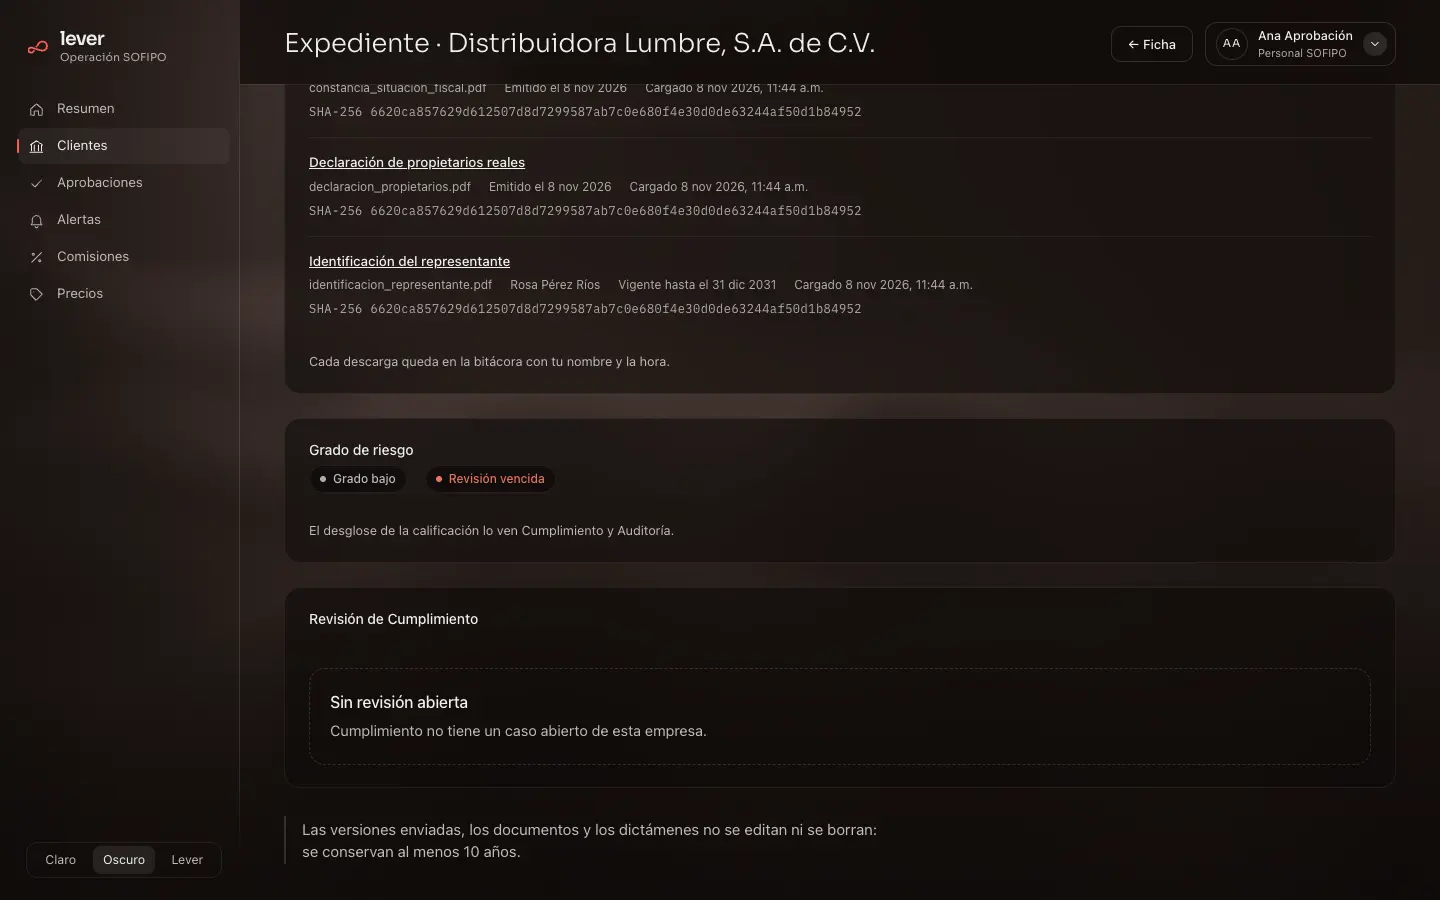 lever
Operación SOFIPO
Resumen
Clientes
Aprobaciones
Alertas
Comisiones
Precios
Claro Oscuro Lever
Expediente · Distribuidora Lumbre, S.A. de C.V.
← Ficha
AA
Ana Aprobación
Personal SOFIPO
constancia_situacion_fiscal.pdf Emitido el 8 nov 2026 Cargado 8 nov 2026, 11:44 a.m.
SHA-256 6620ca857629d612507d8d7299587ab7c0e680f4e30d0de63244af50d1b84952
Declaración de propietarios reales
declaracion_propietarios.pdf Emitido el 8 nov 2026 Cargado 8 nov 2026, 11:44 a.m.
SHA-256 6620ca857629d612507d8d7299587ab7c0e680f4e30d0de63244af50d1b84952
Identificación del representante
identificacion_representante.pdf Rosa Pérez Ríos Vigente hasta el 31 dic 2031 Cargado 8 nov 2026, 11:44 a.m.
SHA-256 6620ca857629d612507d8d7299587ab7c0e680f4e30d0de63244af50d1b84952
Cada descarga queda en la bitácora con tu nombre y la hora.
Grado de riesgo
Grado bajo Revisión vencida
El desglose de la calificación lo ven Cumplimiento y Auditoría.
Revisión de Cumplimiento
Sin revisión abierta
Cumplimiento no tiene un caso abierto de esta empresa.
Las versiones enviadas, los documentos y los dictámenes no se editan ni se borran:
se conservan al menos 10 años.